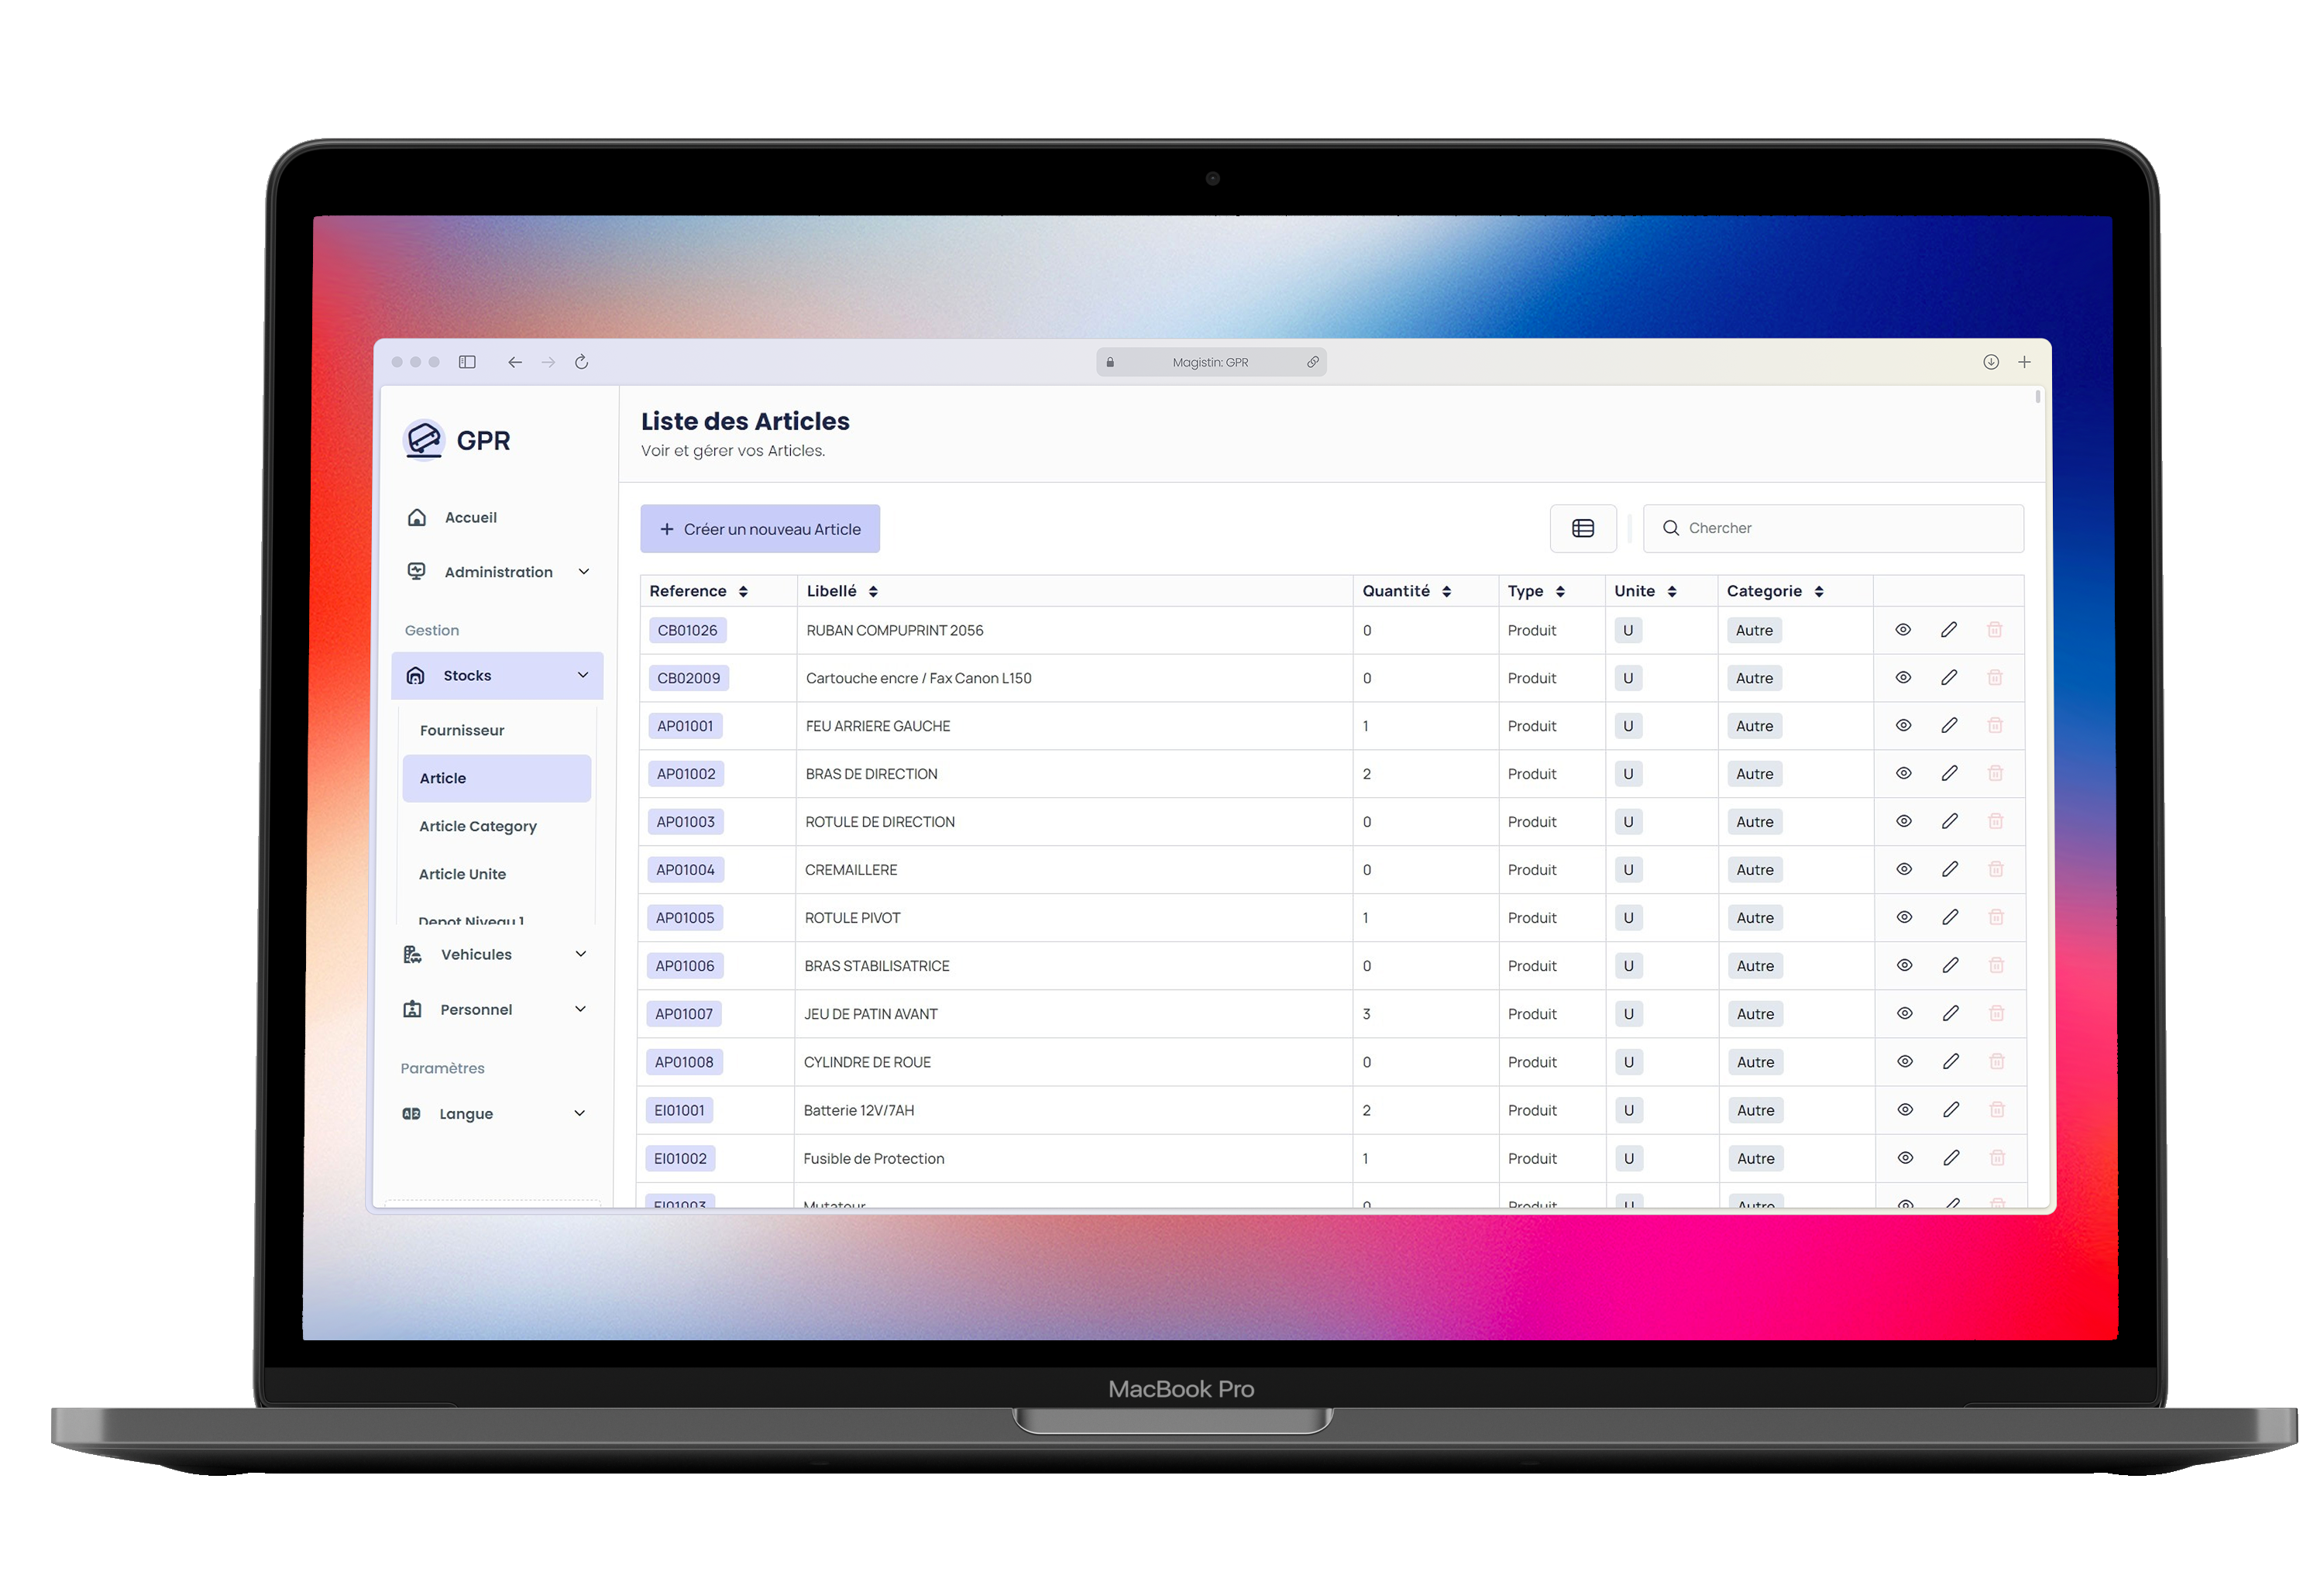 Magistin: GPR
GPR
Accueil
Administration
Gestion
Stocks
Fournisseur
Article
Article Category
Article Unite
Depot Niveau 1
Vehicules
Personnel
Paramètres
Langue
Liste des Articles
Voir et gérer vos Articles.
+ Créer un nouveau Article
Chercher
Reference Libellé Quantité Type Unite Categorie
CB01026 RUBAN COMPUPRINT 2056 0 Produit U Autre
CB02009 Cartouche encre / Fax Canon L150 0 Produit U Autre
AP01001 FEU ARRIERE GAUCHE 1 Produit U Autre
AP01002 BRAS DE DIRECTION 2 Produit U Autre
AP01003 ROTULE DE DIRECTION 0 Produit U Autre
AP01004 CREMAILLERE 0 Produit U Autre
AP01005 ROTULE PIVOT 1 Produit U Autre
AP01006 BRAS STABILISATRICE 0 Produit U Autre
AP01007 JEU DE PATIN AVANT 3 Produit U Autre
AP01008 CYLINDRE DE ROUE 0 Produit U Autre
EI01001 Batterie 12V/7AH 2 Produit U Autre
EI01002 Fusible de Protection 1 Produit U Autre
EI01003 Mutateur 0 Produit U Autre
MacBook Pro